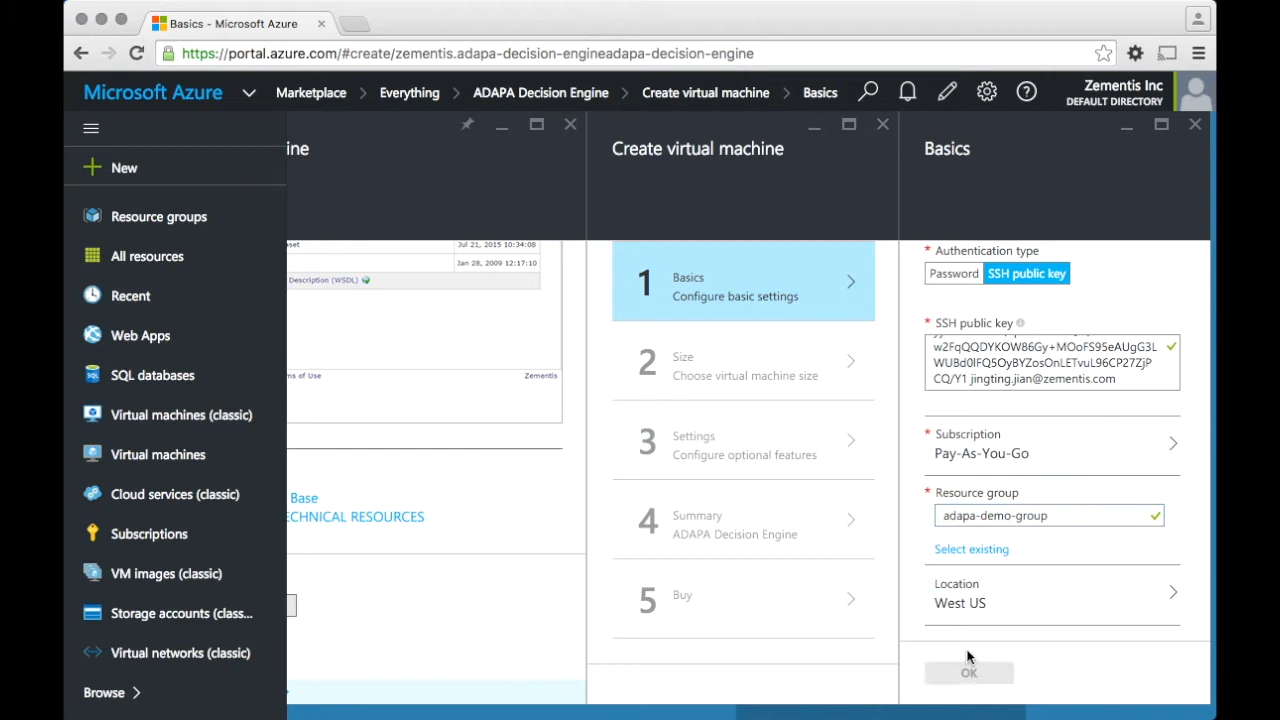 Basics - Microsoft Azure
https://portal.azure.com/#create/zementis.adapa-decision-engineadapa-decision-engine
Microsoft Azure
Marketplace > Everything > ADAPA Decision Engine > Create virtual machine > Basics
Zementis Inc
DEFAULT DIRECTORY
New
Resource groups
All resources
Recent
Web Apps
SQL databases
Virtual machines (classic)
Virtual machines
Cloud services (classic)
Subscriptions
VM images (classic)
Storage accounts (class...
Virtual networks (classic)
Browse >
ine
set
Jul 21, 2015 10:34:08
Jan 28, 2009 12:17:10
Description (WSDL)
ms of Use
Zementis
Base
ECHNICAL RESOURCES
Create virtual machine
1
Basics
Configure basic settings
2
Size
Choose virtual machine size
3
Settings
Configure optional features
4
Summary
ADAPA Decision Engine
5
Buy
Basics
* Authentication type
Password
SSH public key
* SSH public key
w2FqQQDYKOW86Gy+MOoFS95eAUgG3L
WUBd0lFQ5OyBYZosOnLETvuL96CP27ZjP
CQ/Y1 jingting.jian@zementis.com
* Subscription
Pay-As-You-Go
* Resource group
adapa-demo-group
Select existing
Location
West US
OK